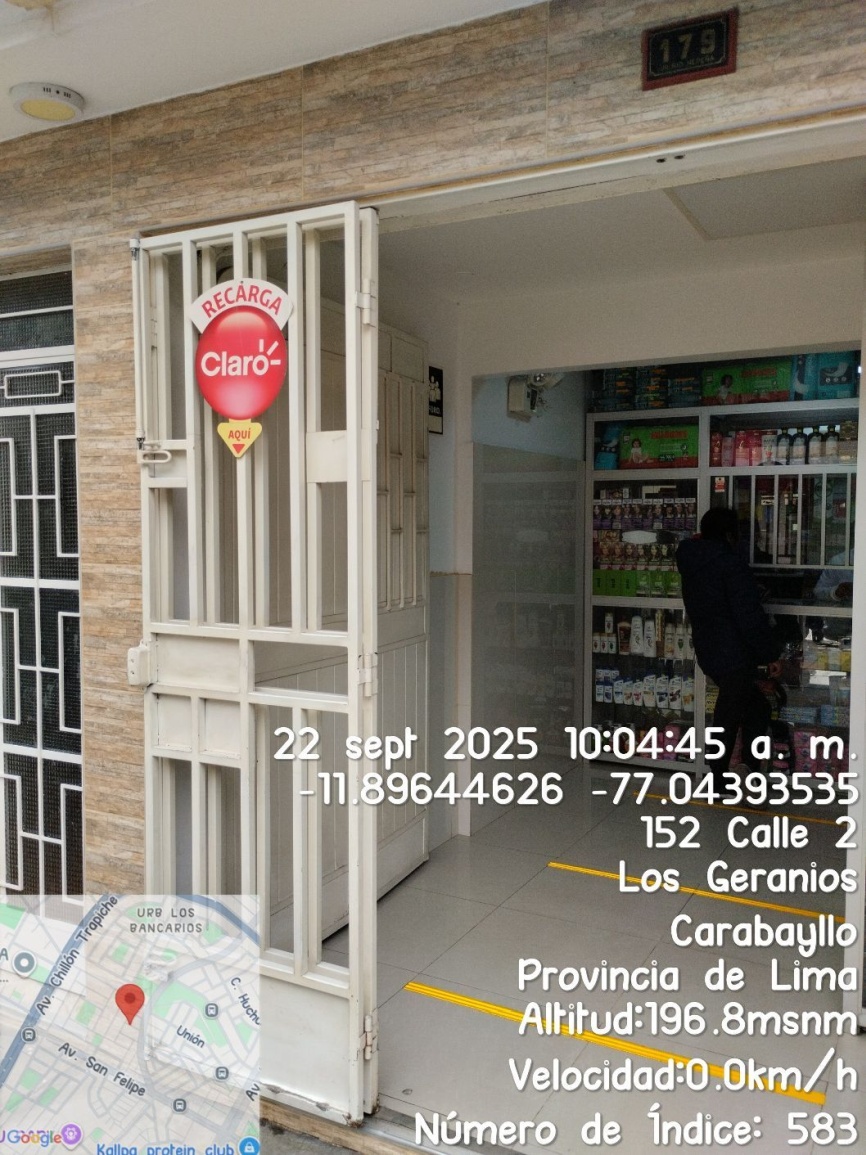 179
RECARGA
Claro
AQUÍ
22 sept 2025 10:04:45 a. m.
-11.89644626 -77.04393535
152 Calle 2
Los Geranios
Carabayllo
Provincia de Lima
Altitud:196.8msnm
Velocidad:0.0km/h
Número de Índice: 583
URB LOS
BANCARIOS
Av. Chillón Trapiche
A
C. Huchu
Unión
Av. San Felipe
Av
Google
Kallpa protein club